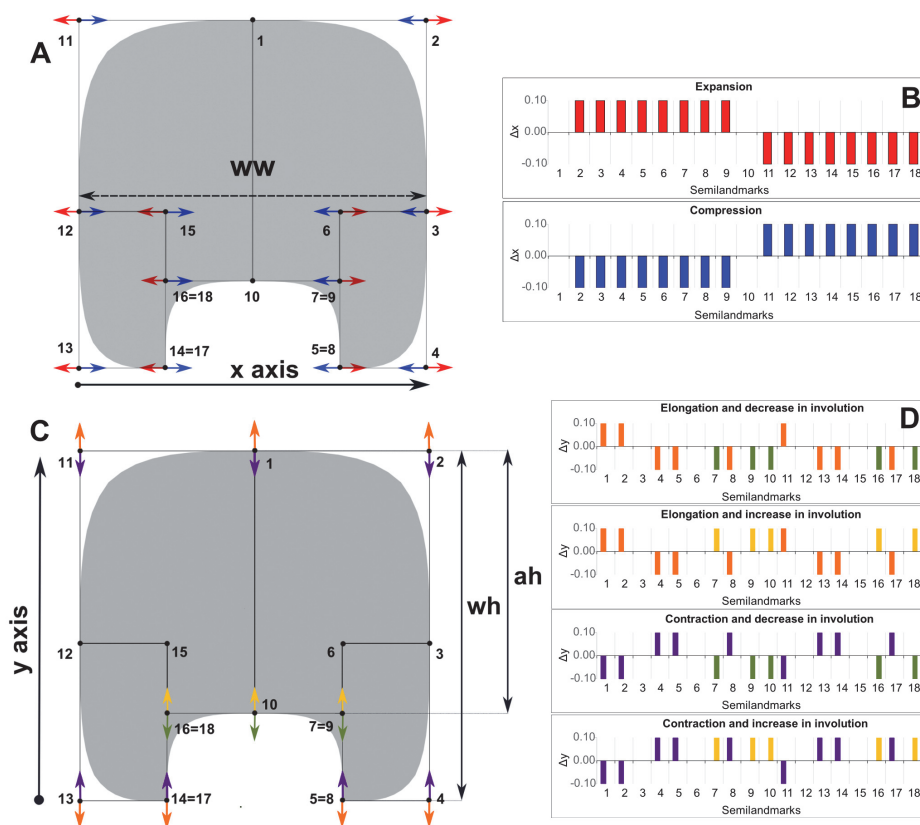 A
11
1
2
ww
12
15
6
3
16=18
10
7=9
13
14=17
5=8
4
x axis
B
Expansion
Δx
0.10
0.00
-0.10
1 2 3 4 5 6 7 8 9 10 11 12 13 14 15 16 17 18
Semilandmarks
Compression
Δx
0.10
0.00
-0.10
1 2 3 4 5 6 7 8 9 10 11 12 13 14 15 16 17 18
Semilandmarks
C
11
1
2
y axis
wh
ah
12
15
6
3
10
16=18
7=9
13
14=17
5=8
4
D
Elongation and decrease in involution
Δy
0.10
0.00
-0.10
1 2 3 4 5 6 7 8 9 10 11 12 13 14 15 16 17 18
Semilandmarks
Elongation and increase in involution
Δy
0.10
0.00
-0.10
1 2 3 4 5 6 7 8 9 10 11 12 13 14 15 16 17 18
Semilandmarks
Contraction and decrease in involution
Δy
0.10
0.00
-0.10
1 2 3 4 5 6 7 8 9 10 11 12 13 14 15 16 17 18
Semilandmarks
Contraction and increase in involution
Δy
0.10
0.00
-0.10
1 2 3 4 5 6 7 8 9 10 11 12 13 14 15 16 17 18
Semilandmarks